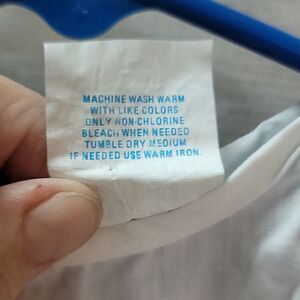 MACHINE WASH WARM
WITH LIKE COLORS
ONLY NON-CHLORINE
BLEACH WHEN NEEDED
TUMBLE DRY MEDIUM
IF NEEDED USE WARM IRON.